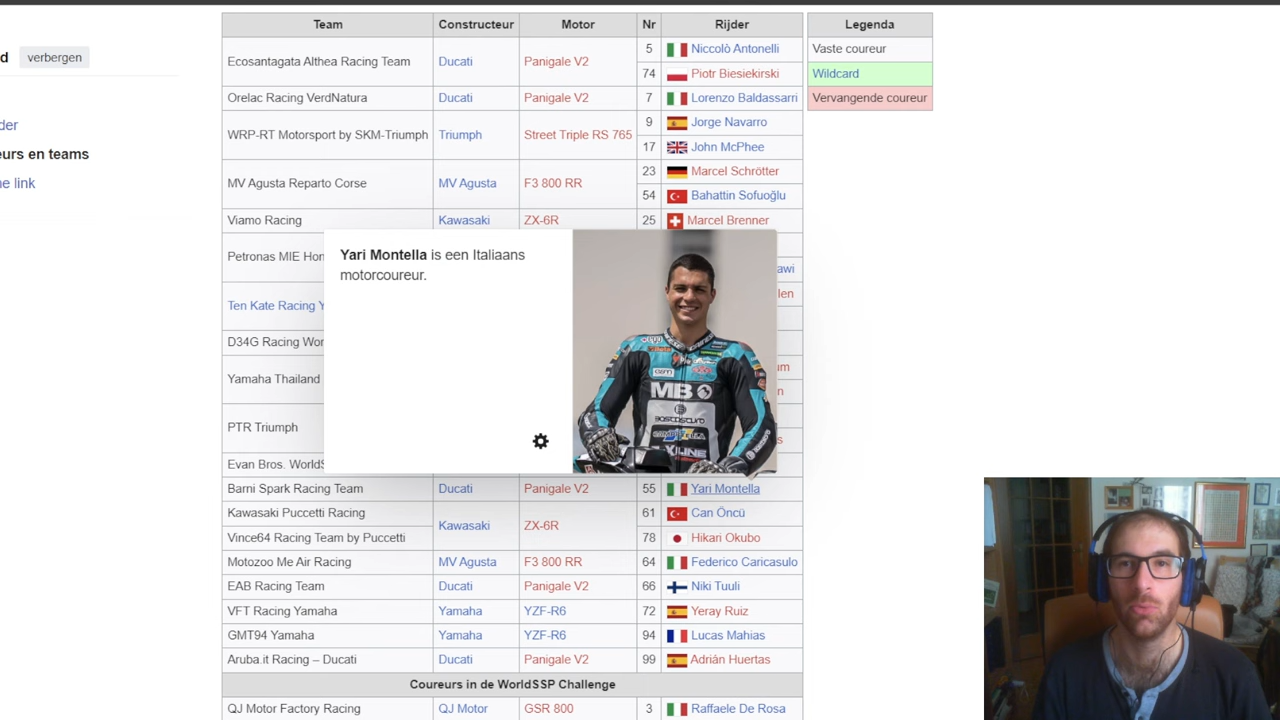 Team Constructeur Motor Nr Rijder Legenda
d verbergen
5 Niccolò Antonelli Vaste coureur
Ecosantagata Althea Racing Team Ducati Panigale V2
74 Piotr Biesiekirski Wildcard
Orelac Racing VerdNatura Ducati Panigale V2 7 Lorenzo Baldassarri Vervangende coureur
der
9 Jorge Navarro
WRP-RT Motorsport by SKM-Triumph Triumph Street Triple RS 765
17 John McPhee
eurs en teams
23 Marcel Schrötter
MV Agusta Reparto Corse MV Agusta F3 800 RR
ne link
54 Bahattin Sofuoğlu
Viamo Racing Kawasaki ZX-6R 25 Marcel Brenner
Petronas MIE Hon
awi
Yari Montella is een Italiaans
motorcoureur.
len
Ten Kate Racing Y
D34G Racing Wor
m
Yamaha Thailand
n
PTR Triumph
s
MB
Evan Bros. WorldS
Barni Spark Racing Team Ducati Panigale V2 55 Yari Montella
Kawasaki Puccetti Racing 61 Can Öncü
Kawasaki ZX-6R
Vince64 Racing Team by Puccetti 78 Hikari Okubo
Motozoo Me Air Racing MV Agusta F3 800 RR 64 Federico Caricasulo
EAB Racing Team Ducati Panigale V2 66 Niki Tuuli
VFT Racing Yamaha Yamaha YZF-R6 72 Yeray Ruiz
GMT94 Yamaha Yamaha YZF-R6 94 Lucas Mahias
Aruba.it Racing – Ducati Ducati Panigale V2 99 Adrián Huertas
Coureurs in de WorldSSP Challenge
QJ Motor Factory Racing QJ Motor GSR 800 3 Raffaele De Rosa